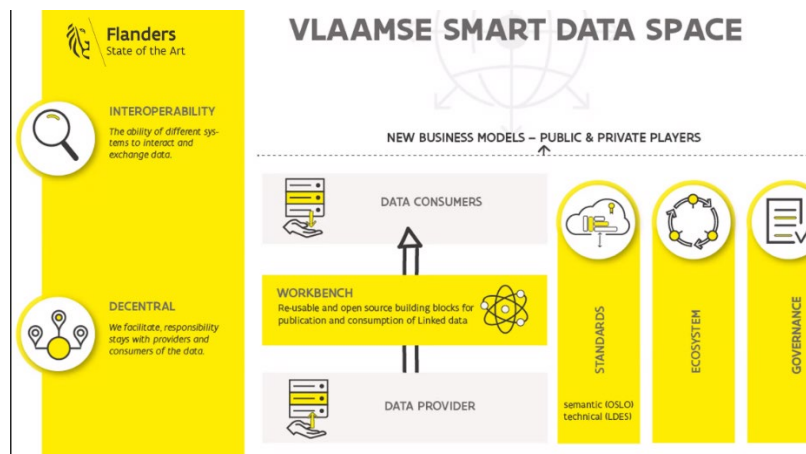 Flanders
State of the Art
VLAAMSE SMART DATA SPACE
INTEROPERABILITY
The ability of different sys-
tems to interact and
exchange data.
DECENTRAL
We facilitate, responsibility
stays with providers and
consumers of the data.
NEW BUSINESS MODELS – PUBLIC & PRIVATE PLAYERS
DATA CONSUMERS
WORKBENCH
Re-usable and open source building blocks for
publication and consumption of Linked data
DATA PROVIDER
STANDARDS
semantic (OSLO)
technical (LDES)
ECOSYSTEM
GOVERNANCE